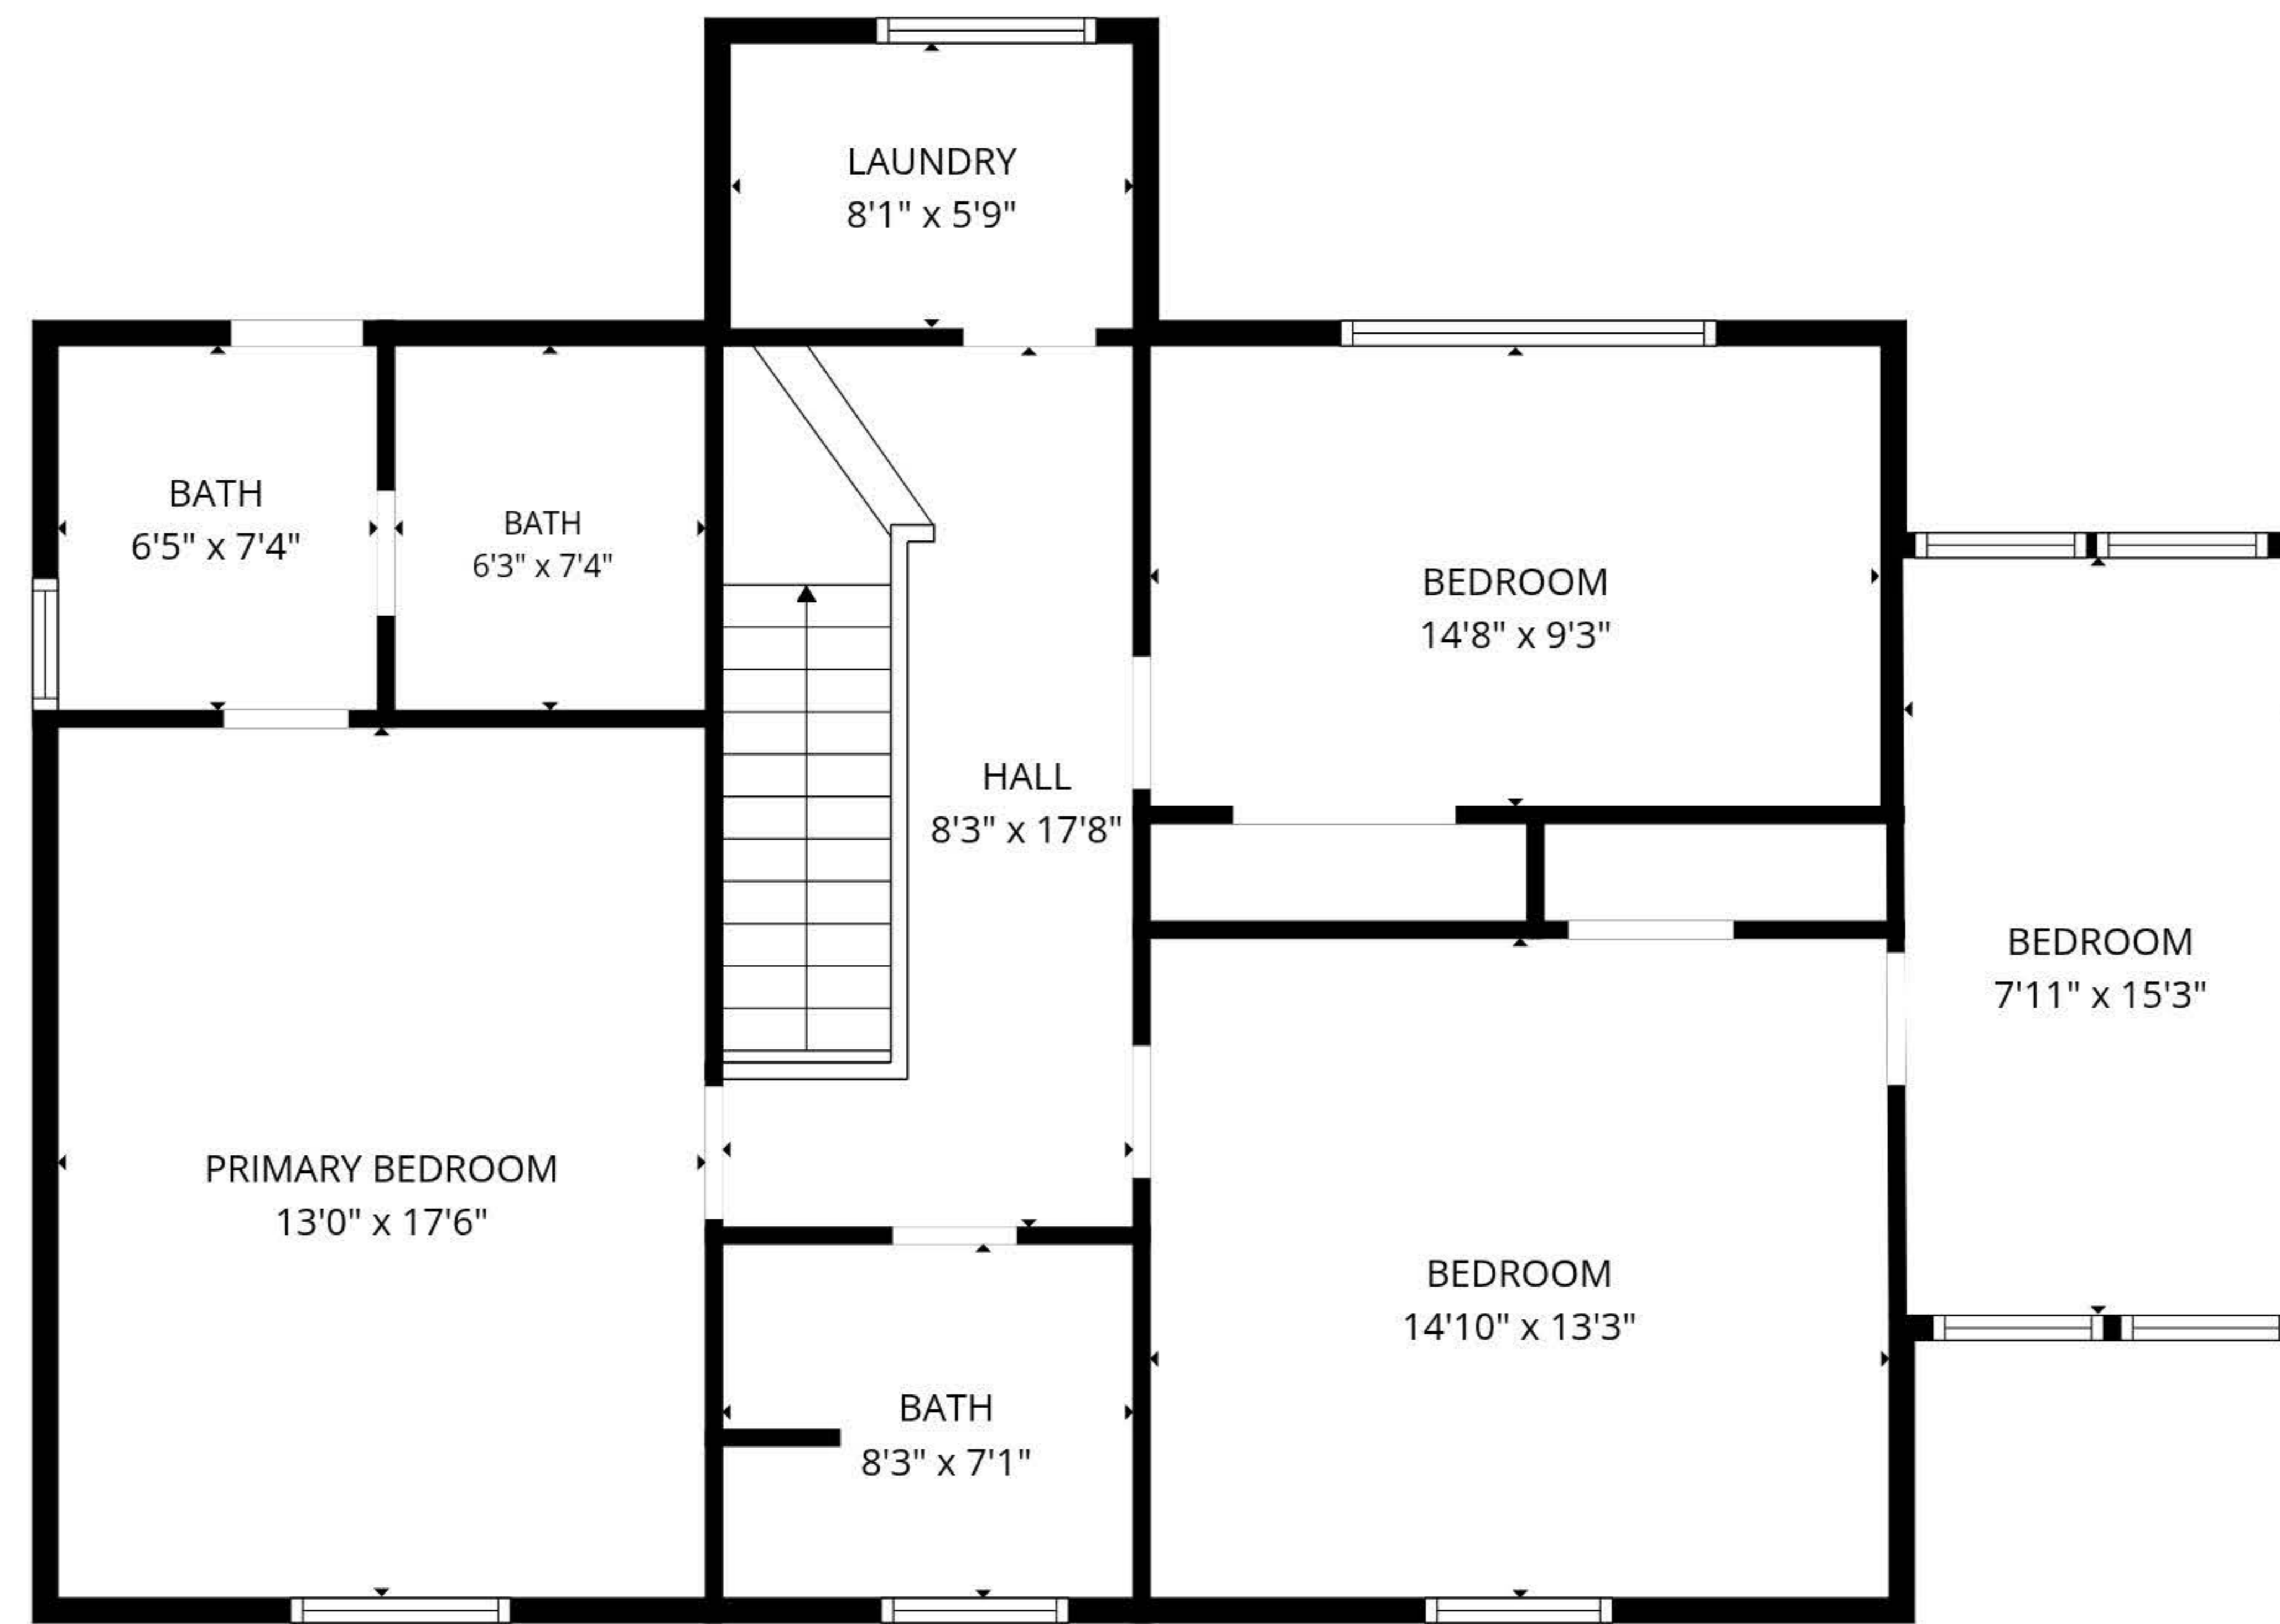 LAUNDRY
8'1" x 5'9"
BATH
6'5" x 7'4"
BATH
6'3" x 7'4"
BEDROOM
14'8" x 9'3"
HALL
8'3" x 17'8"
BEDROOM
7'11" x 15'3"
PRIMARY BEDROOM
13'0" x 17'6"
BEDROOM
14'10" x 13'3"
BATH
8'3" x 7'1"